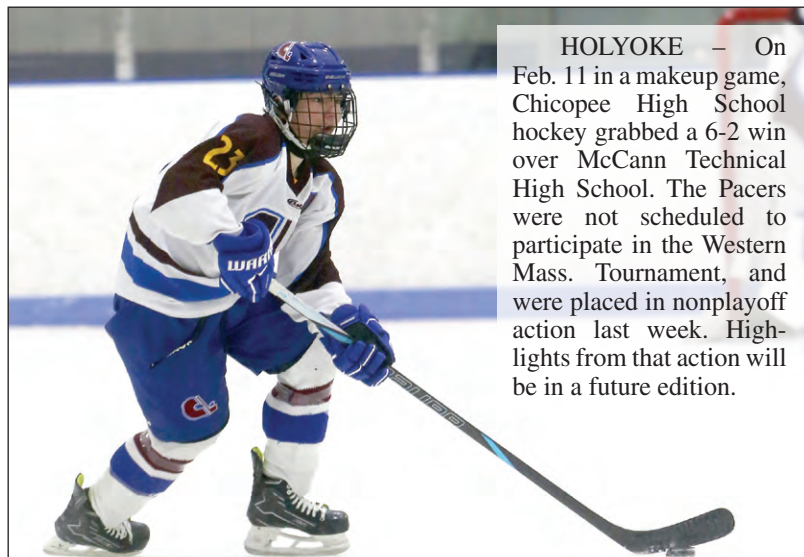 HOLYOKE – On
Feb. 11 in a makeup game,
Chicopee High School
hockey grabbed a 6-2 win
over McCann Technical
High School. The Pacers
were not scheduled to
participate in the Western
Mass. Tournament, and
were placed in nonplayoff
action last week. High-
lights from that action will
be in a future edition.
23